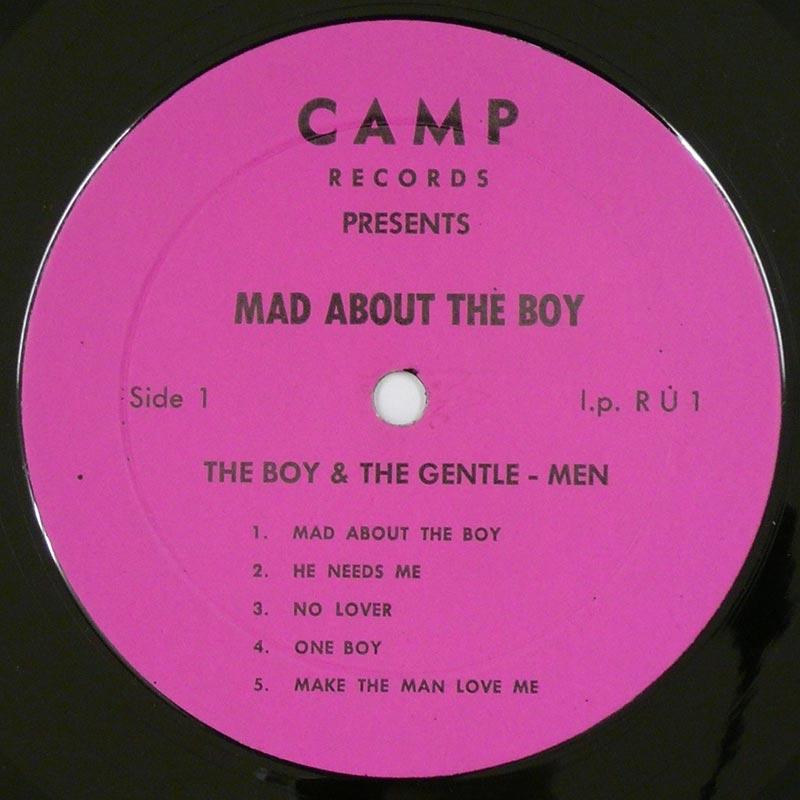 CAMP
RECORDS
PRESENTS
MAD ABOUT THE BOY
Side 1 l.p. R U 1
THE BOY & THE GENTLE - MEN
1. MAD ABOUT THE BOY
2. HE NEEDS ME
3. NO LOVER
4. ONE BOY
5. MAKE THE MAN LOVE ME